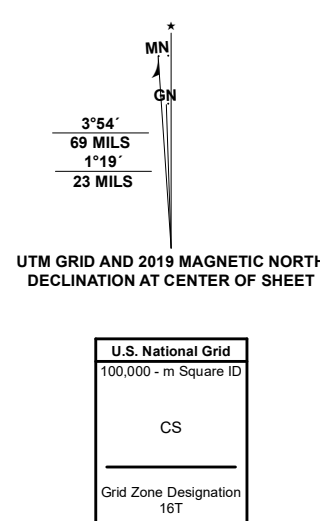 MN
GN
3°54´
69 MILS
1°19´
23 MILS
UTM GRID AND 2019 MAGNETIC NORTH
DECLINATION AT CENTER OF SHEET
U.S. National Grid
100,000 - m Square ID
CS
Grid Zone Designation
16T